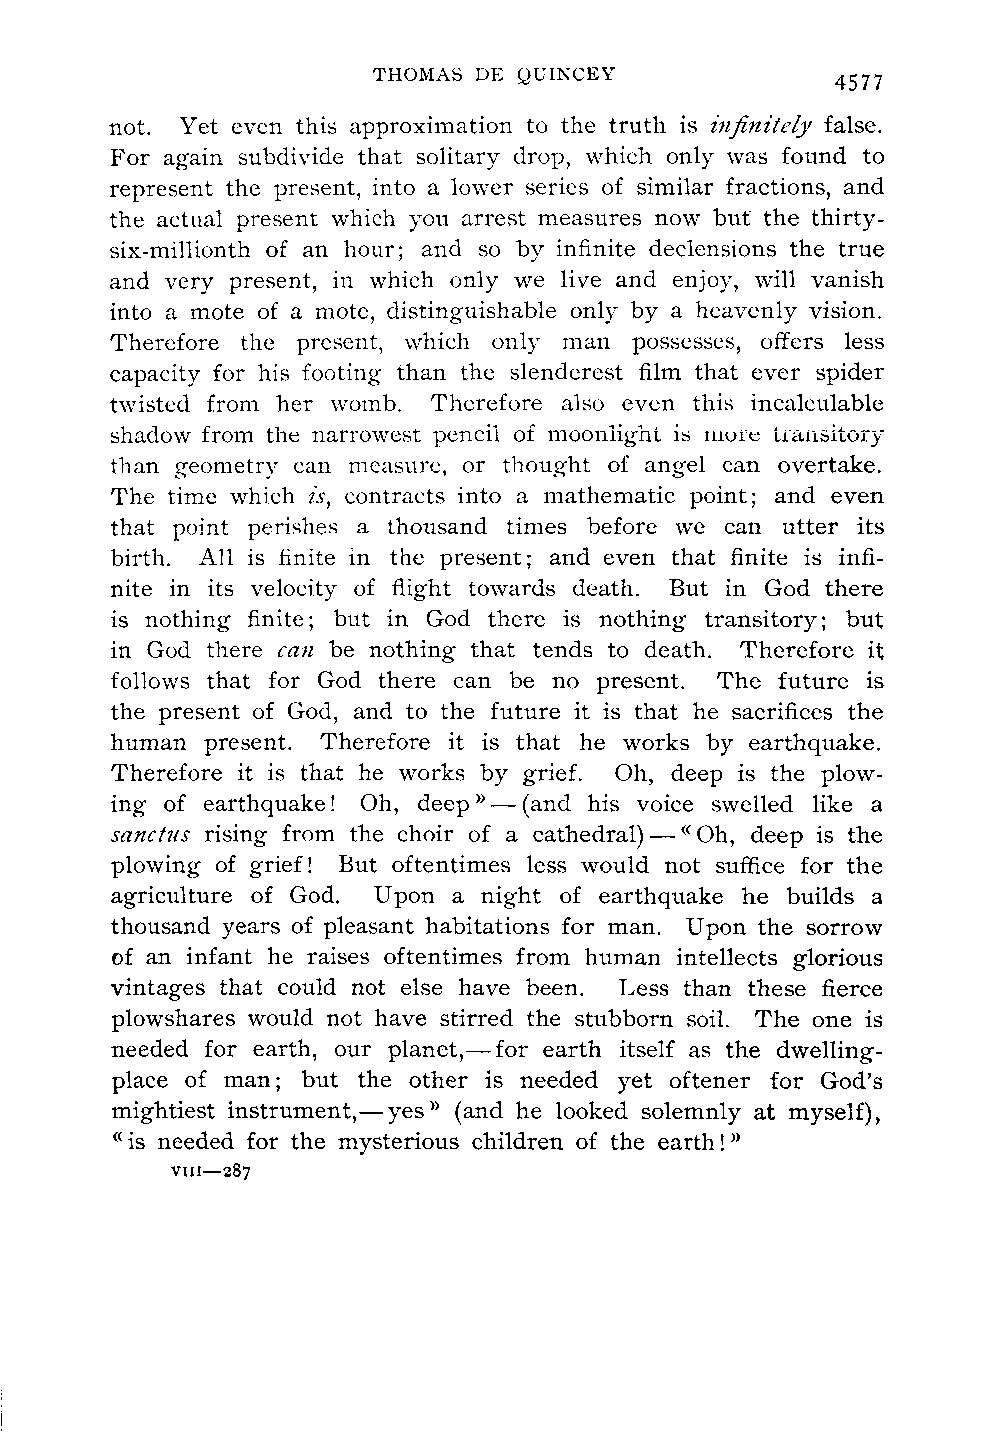 THOMAS DE QUINCEY
4577
not. Yet even this approximation to the truth is infinitely false.
For again subdivide that solitary drop, which only was found to
represent the present, into a lower series of similar fractions, and
the actual present which you arrest measures now but the thirty-
six-millionth of an hour; and so by infinite declensions the true
and very present, in which only we live and enjoy, will vanish
into a mote of a mote, distinguishable only by a heavenly vision.
Therefore the present, which only man possesses, offers less
capacity for his footing than the slenderest film that ever spider
twisted from her womb. Therefore also even this incalculable
shadow from the narrowest pencil of moonlight is more transitory
than geometry can measure, or thought of angel can overtake.
The time which is, contracts into a mathematic point; and even
that point perishes a thousand times before we can utter its
birth. All is finite in the present; and even that finite is infi-
nite in its velocity of flight towards death. But in God there
is nothing finite; but in God there is nothing transitory; but
in God there can be nothing that tends to death. Therefore it
follows that for God there can be no present. The future is
the present of God, and to the future it is that he sacrifices the
human present. Therefore it is that he works by earthquake.
Therefore it is that he works by grief. Oh, deep is the plow-
ing of earthquake! Oh, deep»—(and his voice swelled like a
sanctus rising from the choir of a cathedral)—«Oh, deep is the
plowing of grief! But oftentimes less would not suffice for the
agriculture of God. Upon a night of earthquake he builds a
thousand years of pleasant habitations for man. Upon the sorrow
of an infant he raises oftentimes from human intellects glorious
vintages that could not else have been. Less than these fierce
plowshares would not have stirred the stubborn soil. The one is
needed for earth, our planet,—for earth itself as the dwelling-
place of man; but the other is needed yet oftener for God's
mightiest instrument,—yes» (and he looked solemnly at myself),
«is needed for the mysterious children of the earth!»
VIII—287